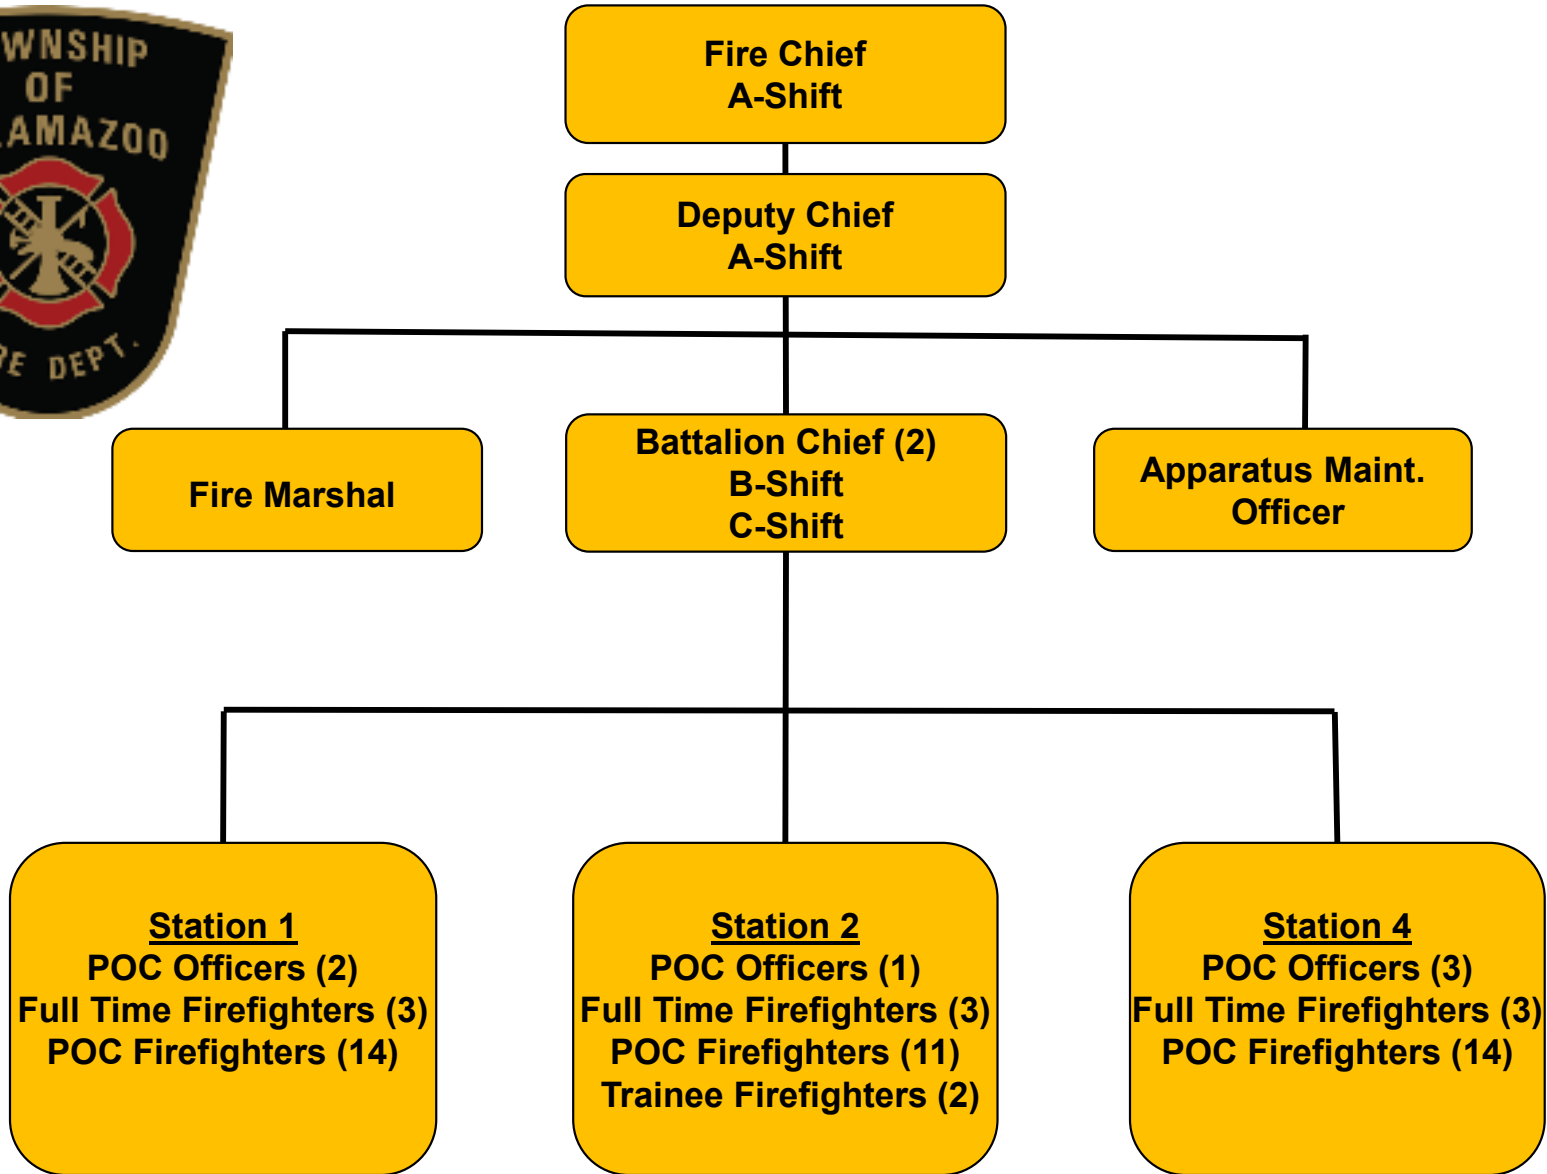 WNSHIP
OF
AMAZOO
DEPT.
Fire Chief
A-Shift
Deputy Chief
A-Shift
Fire Marshal
Battalion Chief (2)
B-Shift
C-Shift
Apparatus Maint.
Officer
Station 1
POC Officers (2)
Full Time Firefighters (3)
POC Firefighters (14)
Station 2
POC Officers (1)
Full Time Firefighters (3)
POC Firefighters (11)
Trainee Firefighters (2)
Station 4
POC Officers (3)
Full Time Firefighters (3)
POC Firefighters (14)